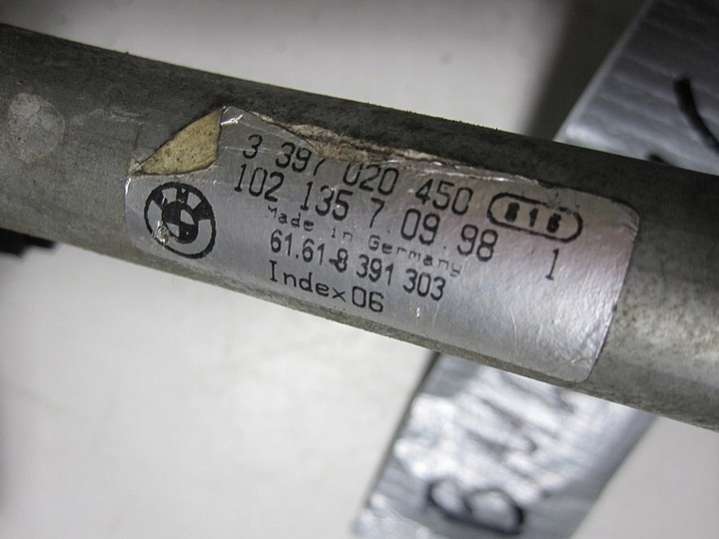 3 397 020 450 816
102 135 7 09 98 1
Made in Germany
61.61-8 391 303
Index 06
B